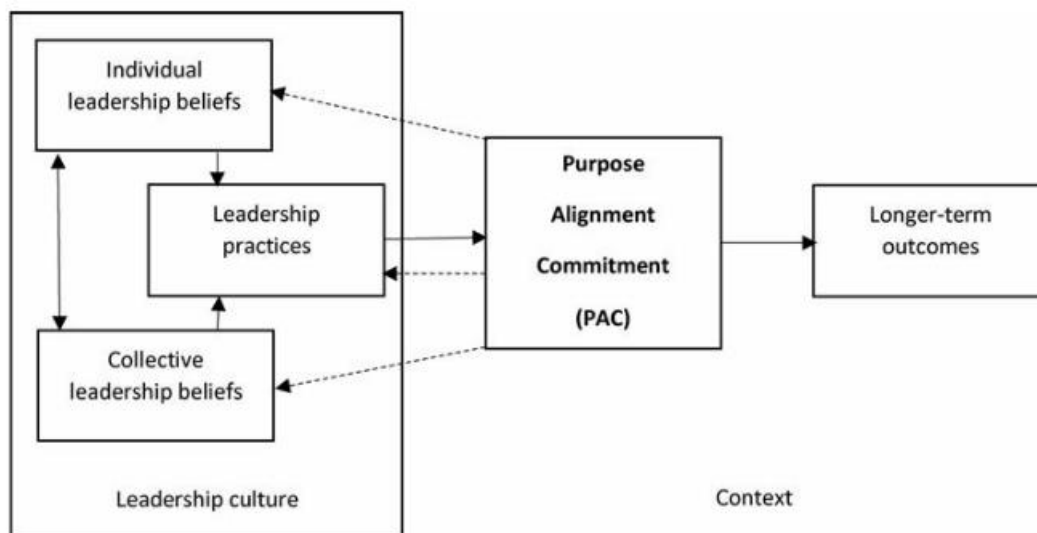 Individual
leadership beliefs
Leadership
practices
Collective
leadership beliefs
Leadership culture
Purpose
Alignment
Commitment
(PAC)
Longer-term
outcomes
Context